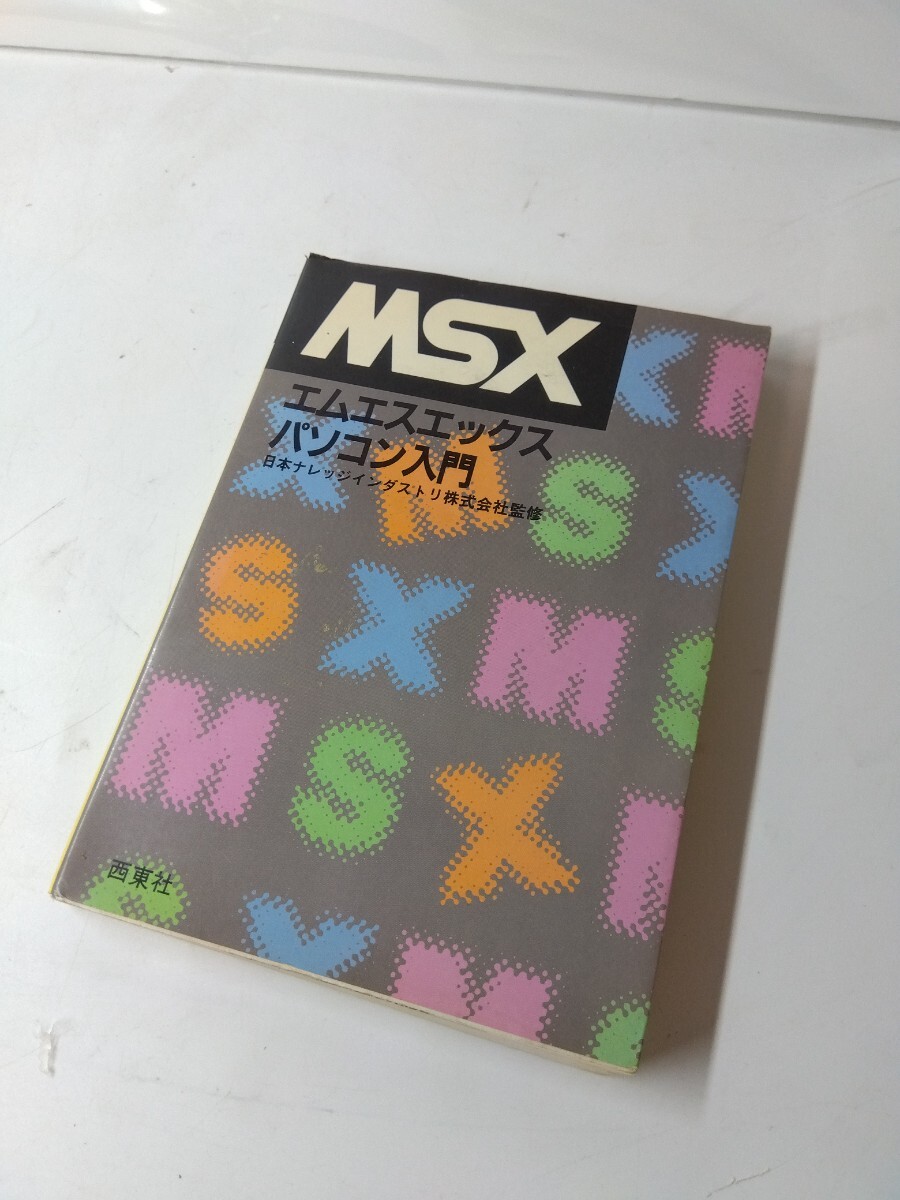 MSX
エムエスエックス
パソコン入門
日本ナレッジインダストリ株式会社監修
X M
X M S X
S X M S
M S X M
S X M S
西東社